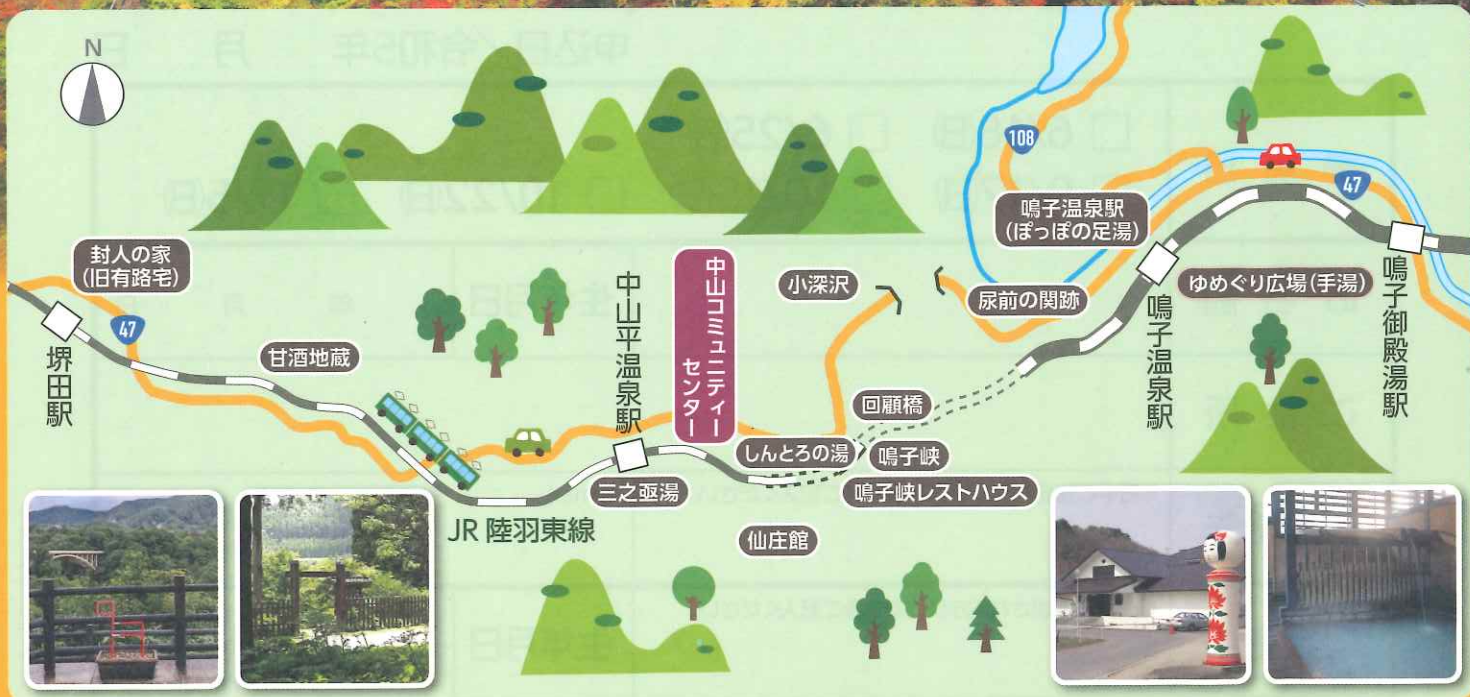 N
108
47
鳴子温泉駅
(ぽっぽの足湯)
封人の家
(旧有路宅)
中山コミュニティー
センター
小深沢
尿前の関跡
ゆめぐり広場(手湯)
鳴子御殿湯駅
鳴子温泉駅
中山平温泉駅
47
堺田駅
甘酒地蔵
回顧橋
しんとろの湯
鳴子峡
三之亟湯
鳴子峡レストハウス
JR 陸羽東線
仙庄館